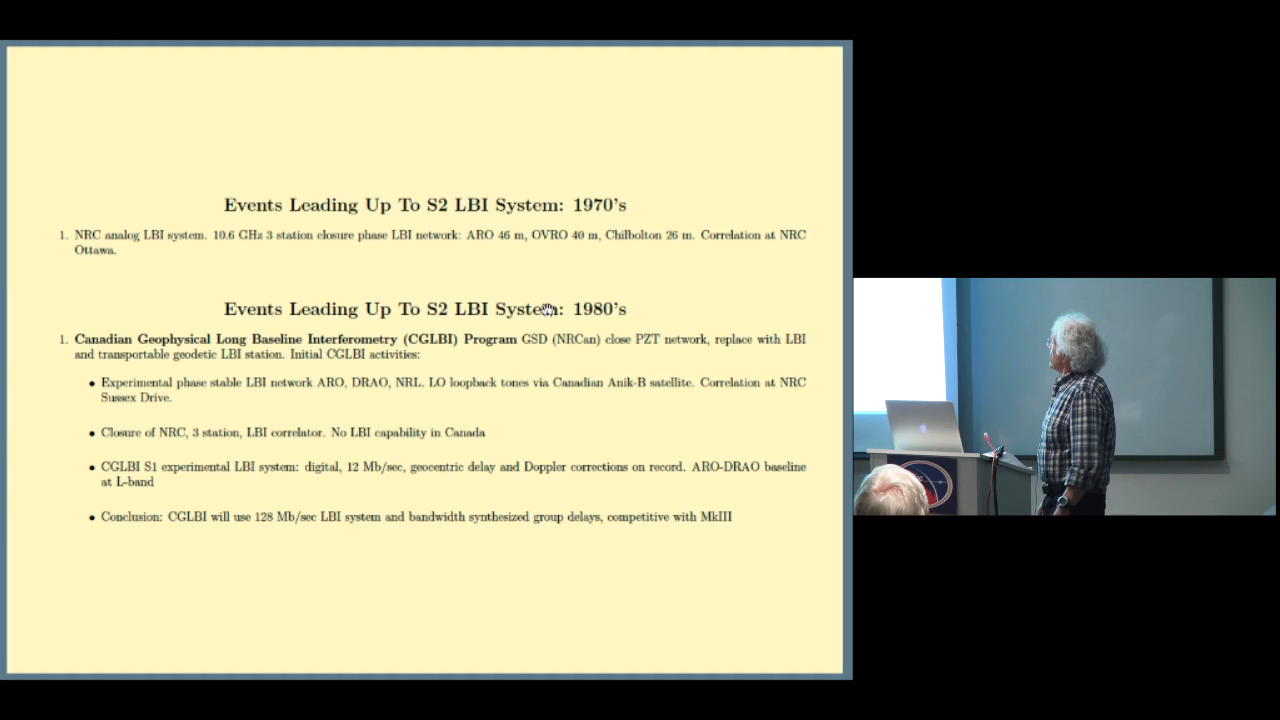 Events Leading Up To S2 LBI System: 1970's
1. NRC analog LBI system. 10.6 GHz 3 station closure phase LBI network: ARO 46 m, OVRO 40 m, Chilbolton 26 m. Correlation at NRC
Ottawa.
Events Leading Up To S2 LBI System: 1980's
1. Canadian Geophysical Long Baseline Interferometry (CGLBI) Program GSD (NRCan) close PZT network, replace with LBI
and transportable geodetic LBI station. Initial CGLBI activities:
• Experimental phase stable LBI network ARO, DRAO, NRL. LO loopback tones via Canadian Anik-B satellite. Correlation at NRC
Sussex Drive.
• Closure of NRC, 3 station, LBI correlator. No LBI capability in Canada
• CGLBI S1 experimental LBI system: digital, 12 Mb/sec, geocentric delay and Doppler corrections on record. ARO-DRAO baseline
at L-band
• Conclusion: CGLBI will use 128 Mb/sec LBI system and bandwidth synthesized group delays, competitive with MkIII